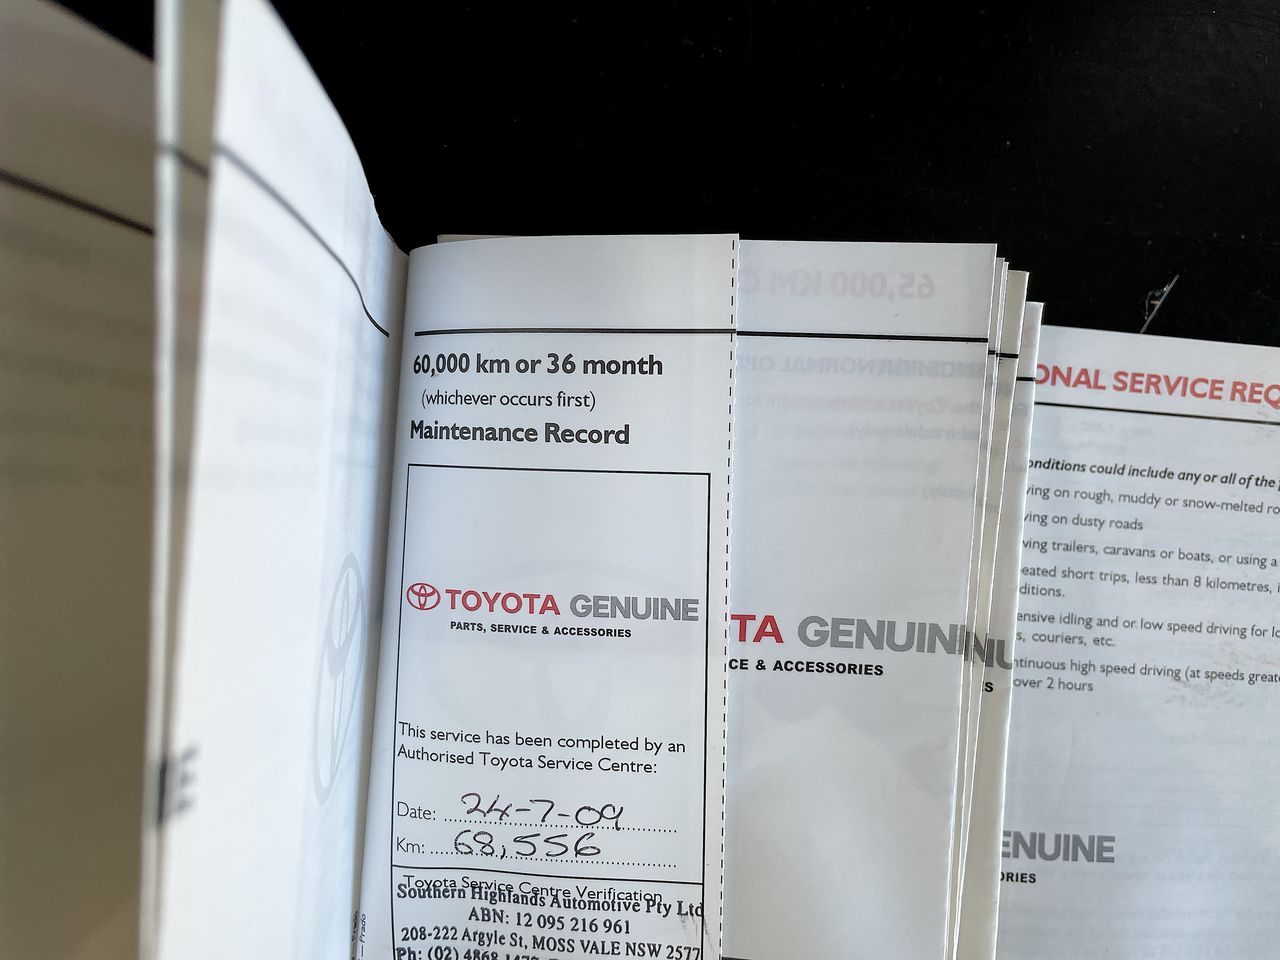 60,000 km or 36 month
(whichever occurs first)
Maintenance Record
TOYOTA GENUINE
PARTS, SERVICE & ACCESSORIES
This service has been completed by an
Authorised Toyota Service Centre:
Date: 24-7-09
Km: 68,556
Toyota Service Centre Verification
Southern Highlands Automotive Pty Ltd
ABN: 12 095 216 961
208-222 Argyle St, MOSS VALE NSW 2577
Ph: (02) 4868
Prado
65,000 KM
TA GENUIN
CE & ACCESSORIES
NU
S
ONAL SERVICE REQ
onditions could include any or all of the
ving on rough, muddy or snow-melted ro
ving on dusty roads
ving trailers, caravans or boats, or using a
eated short trips, less than 8 kilometres,
ditions.
ensive idling and or low speed driving for lo
s, couriers, etc.
ntinuous high speed driving (at speeds great
over 2 hours
ENUINE
ORIES